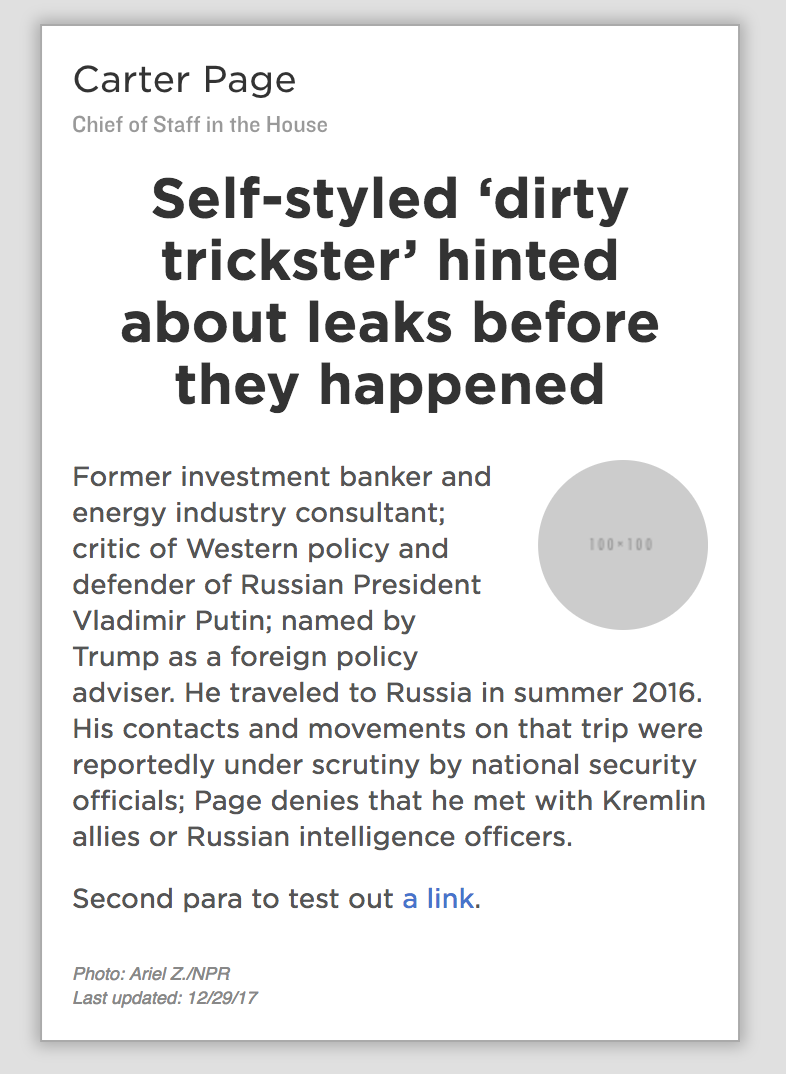 Carter Page
Chief of Staff in the House
Self-styled ‘dirty
trickster’ hinted
about leaks before
they happened
Former investment banker and
energy industry consultant;
critic of Western policy and
defender of Russian President
Vladimir Putin; named by
Trump as a foreign policy
adviser. He traveled to Russia in summer 2016.
His contacts and movements on that trip were
reportedly under scrutiny by national security
officials; Page denies that he met with Kremlin
allies or Russian intelligence officers.
100×100
Second para to test out a link.
Photo: Ariel Z./NPR
Last updated: 12/29/17